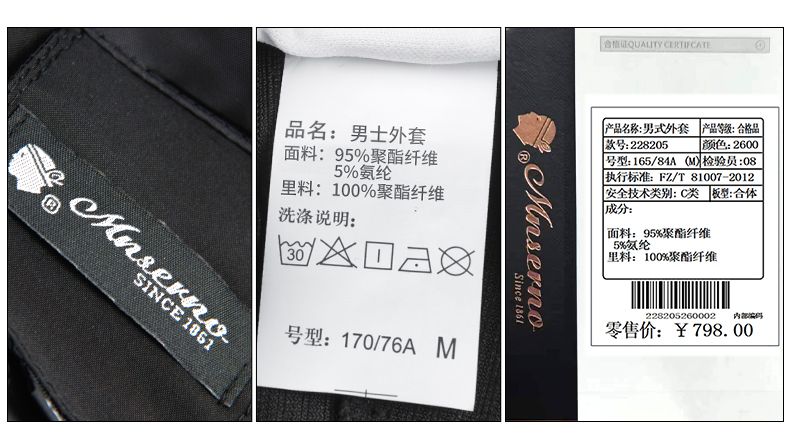 Mnserno
®
SINCE 1861
品名：男士外套
面料：95%聚酯纤维
5%氨纶
里料：100%聚酯纤维
洗涤说明：
30
号型：170/76A M
®
Mnserno
Since 1861
合格证QUALITY CERTIFCATE
产品名称：男式外套 产品等级：合格品
款号：228205 颜色：2600
号型：165/84A (M) 检验员：08
执行标准：FZ/T 81007-2012
安全技术类别：C类 板型：合体
成分：
面料：95%聚酯纤维
5%氨纶
里料：100%聚酯纤维
228205260002 内部编码
零售价：￥798.00